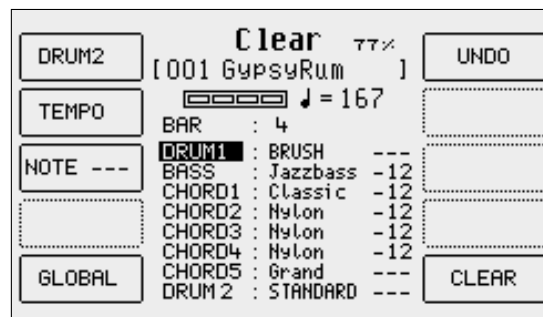 Clear 77%
[001 GypsyRum ]
♩=167
BAR : 4
DRUM1 : BRUSH ---
BASS : Jazzbass -12
CHORD1 : Classic -12
CHORD2 : Nylon -12
CHORD3 : Nylon -12
CHORD4 : Nylon -12
CHORD5 : Grand ---
DRUM 2 : STANDARD ---
DRUM2
TEMPO
NOTE ---
GLOBAL
UNDO
CLEAR